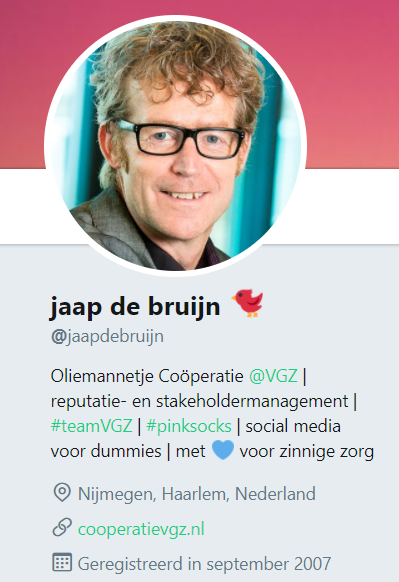 jaap de bruijn
@jaapdebruijn
Oliemannetje Coöperatie @VGZ |
reputatie- en stakeholdermanagement |
#teamVGZ | #pinksocks | social media
voor dummies | met 💙 voor zinnige zorg
Nijmegen, Haarlem, Nederland
cooperatievgz.nl
Geregistreerd in september 2007